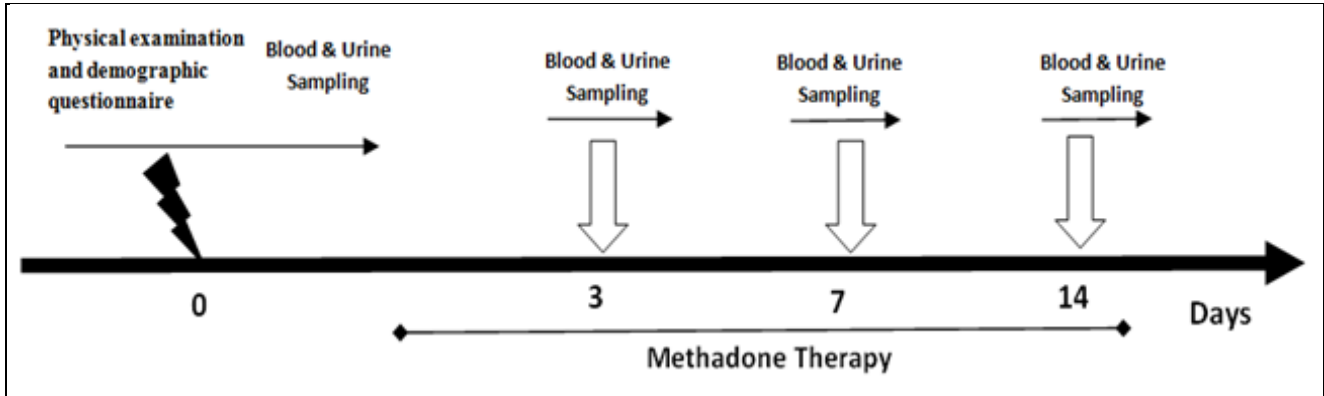 Physical examination
and demographic
questionnaire
Blood & Urine
Sampling
Blood & Urine
Sampling
Blood & Urine
Sampling
Blood & Urine
Sampling
0
3
7
14
Days
Methadone Therapy